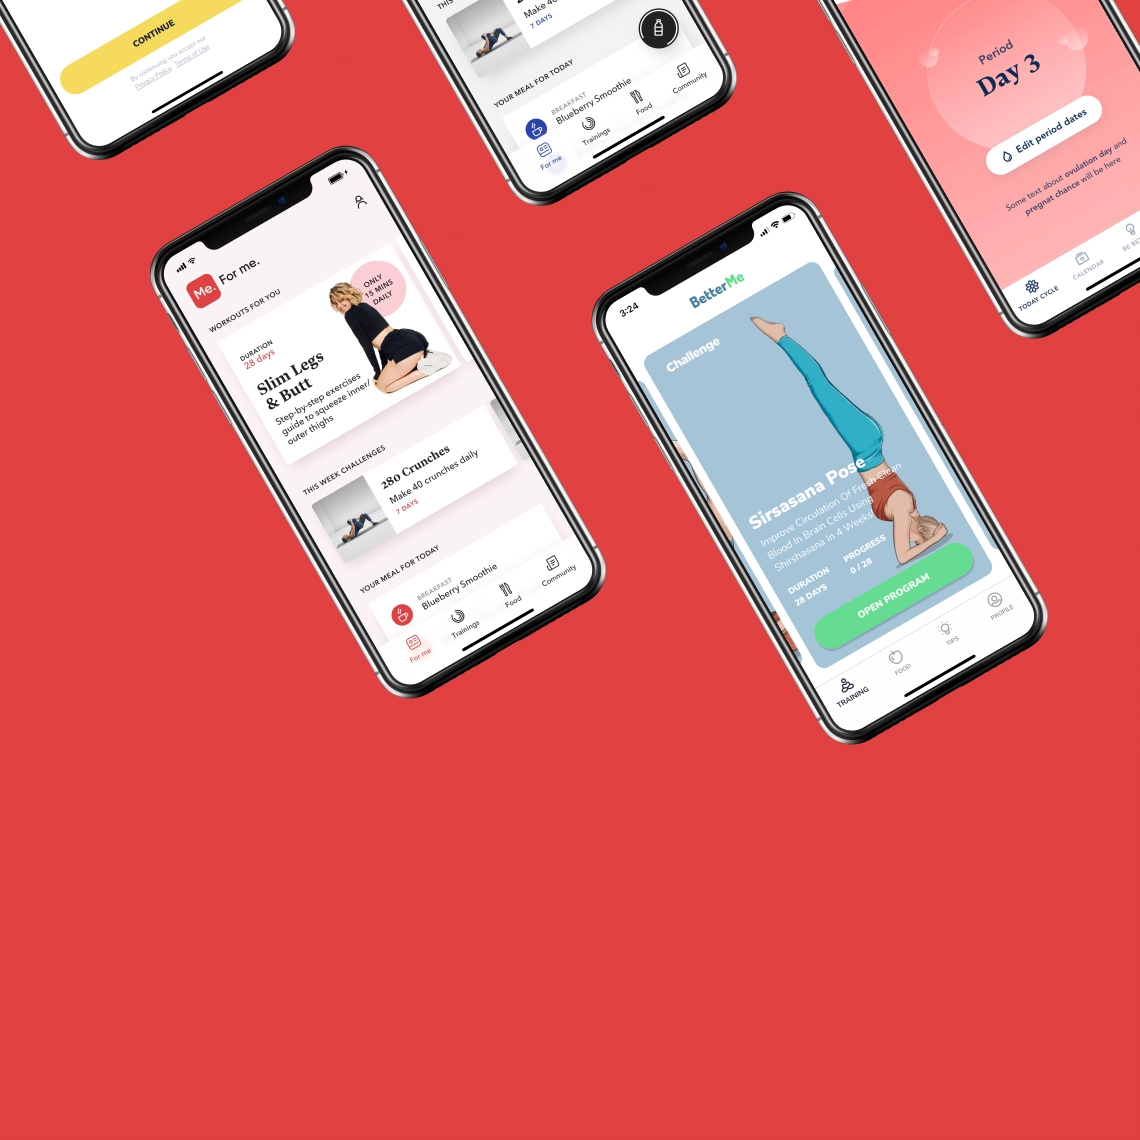 CONTINUE
By continuing you accept our
Privacy Policy, Terms of Use
Make 40
7 DAYS
YOUR MEAL FOR TODAY
BREAKFAST
Blueberry Smoothie
For me
Trainings
Food
Community
Period
Day 3
Edit period dates
Some text about ovulation day and
pregnat chance will be here
TODAY CYCLE
CALENDAR
Me.
For me.
WORKOUTS FOR YOU
ONLY
15 MINS
DAILY
DURATION
28 days
Slim Legs
& Butt
Step-by-step exercises
guide to squeeze inner/
outer thighs
THIS WEEK CHALLENGES
280 Crunches
Make 40 crunches daily
7 DAYS
YOUR MEAL FOR TODAY
BREAKFAST
Blueberry Smoothie
For me
Trainings
Food
Community
3:24
BetterMe
Challenge
Sirsasana Pose
Improve Circulation Of Fresh Clean
Blood In Brain Cells Using
Shirshasana In 4 Weeks
DURATION
28 DAYS
PROGRESS
0 / 28
OPEN PROGRAM
TRAINING
FOOD
TIPS
PROFILE